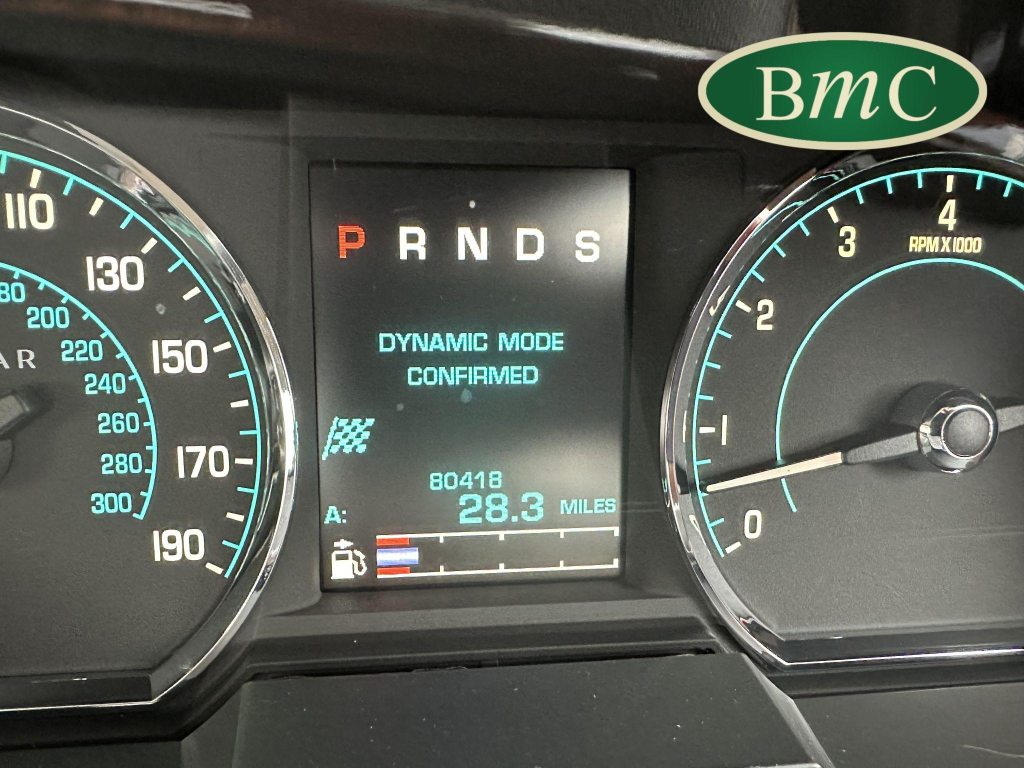 BmC
110
130
150
170
190
80
200
220
240
260
280
300
AR
P R N D S
DYNAMIC MODE
CONFIRMED
80418
A: 28.3 MILES
4
3
RPM X 1000
2
1
0